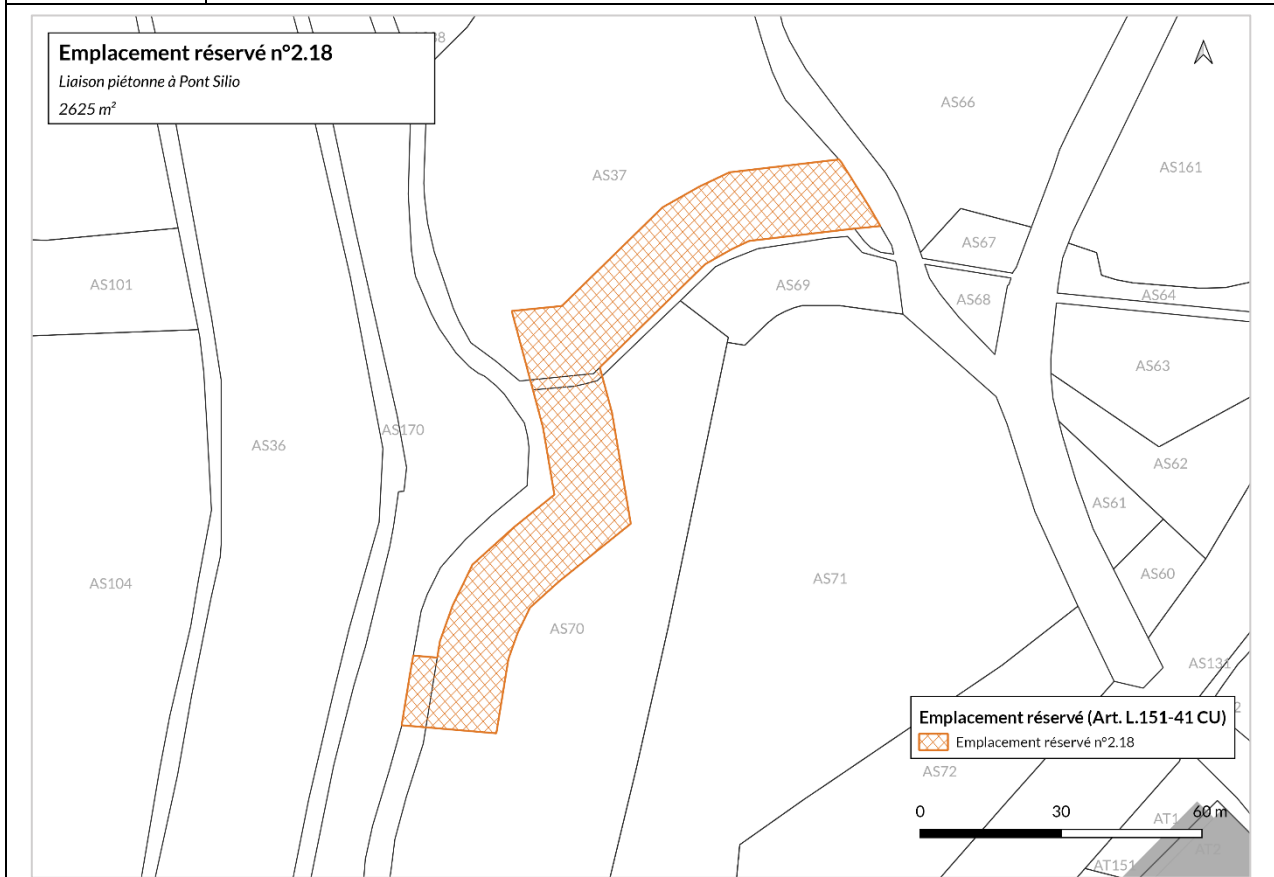 Emplacement réservé n°2.18
Liaison piétonne à Pont Silio
2625 m²
AS66
AS37
AS161
AS67
AS101
AS69
AS68
AS64
AS63
AS170
AS36
AS62
AS61
AS60
AS104
AS71
AS70
AS131
Emplacement réservé (Art. L.151-41 CU)
Emplacement réservé n°2.18
AS72
0 30 60 m
AT1
AT2
AT151